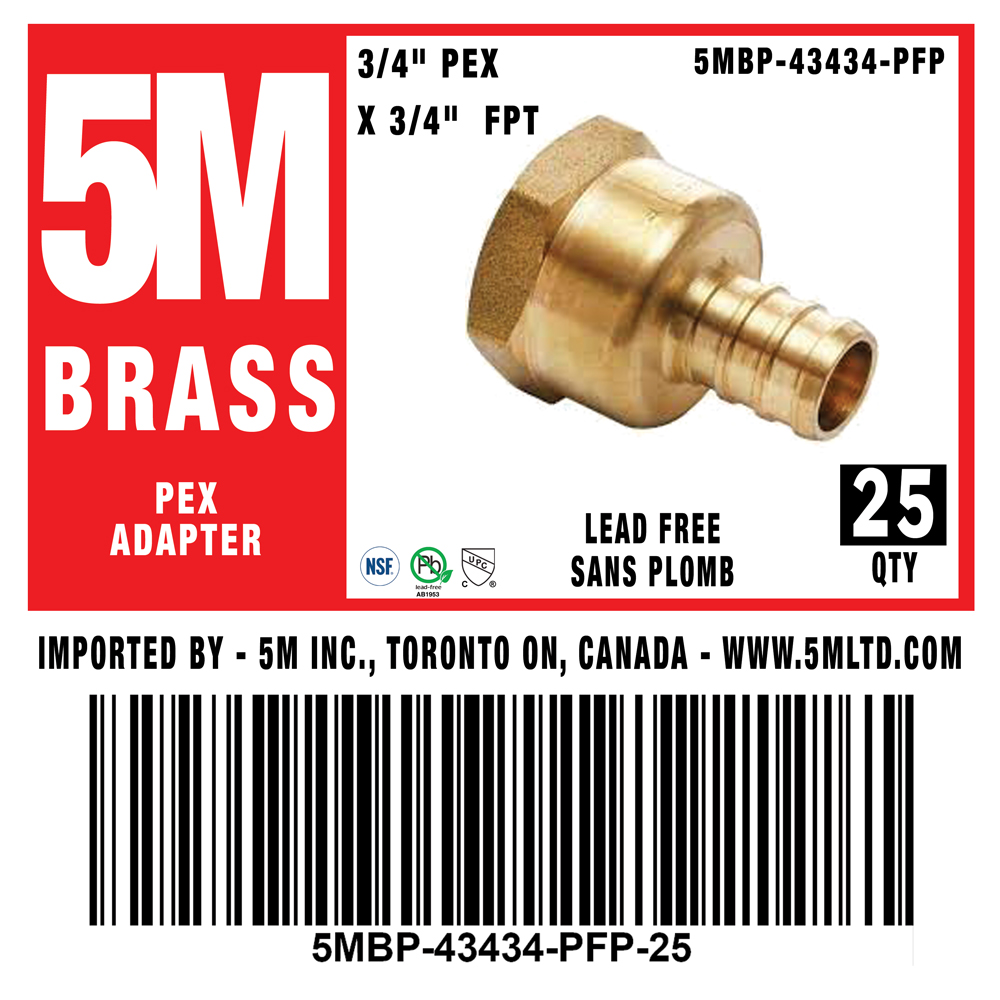 5M
BRASS
PEX
ADAPTER
3/4" PEX
X 3/4" FPT
5MBP-43434-PFP
NSF.
Pb
lead-free
AB1953
UPC
C ®
LEAD FREE
SANS PLOMB
25
QTY
IMPORTED BY - 5M INC., TORONTO ON, CANADA - WWW.5MLTD.COM
5MBP-43434-PFP-25